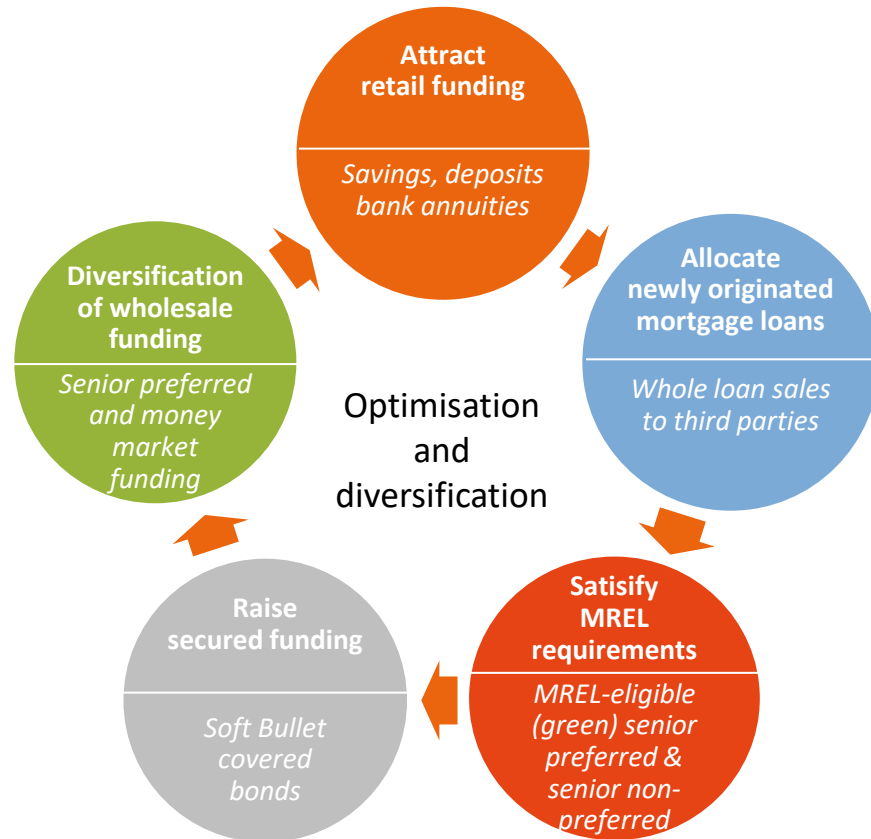 Attract
retail funding
Savings, deposits
bank annuities
Allocate
newly originated
mortgage loans
Whole loan sales
to third parties
Satisify
MREL
requirements
MREL-eligible
(green) senior
preferred &
senior non-
preferred
Raise
secured funding
Soft Bullet
covered
bonds
Diversification
of wholesale
funding
Senior preferred
and money
market
funding
Optimisation
and
diversification